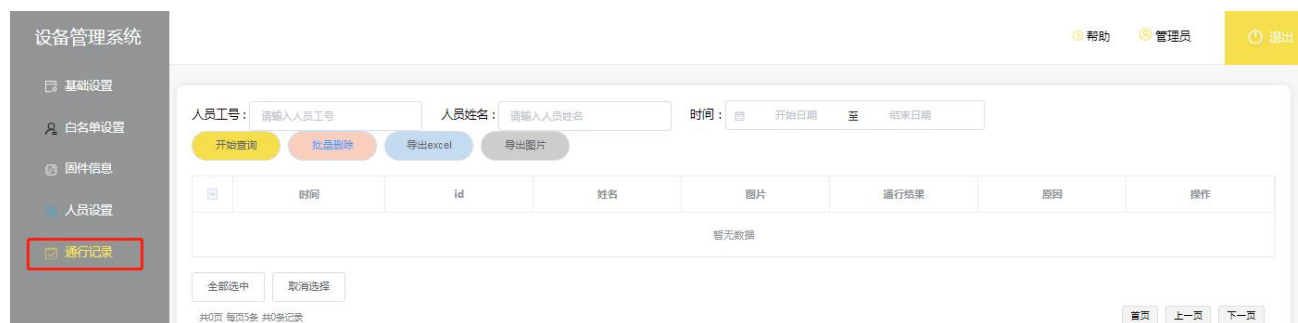 设备管理系统
帮助 管理员 退出
基础设置
白名单设置
固件信息
人员设置
通行记录
人员工号： 请输入人员工号 人员姓名： 请输入人员姓名 时间： 开始日期 至 结束日期
开始查询 批量删除 导出excel 导出图片
时间 id 姓名 图片 通行结果 原因 操作
暂无数据
全部选中 取消选择
共0页 每页5条 共0条记录 首页 上一页 下一页